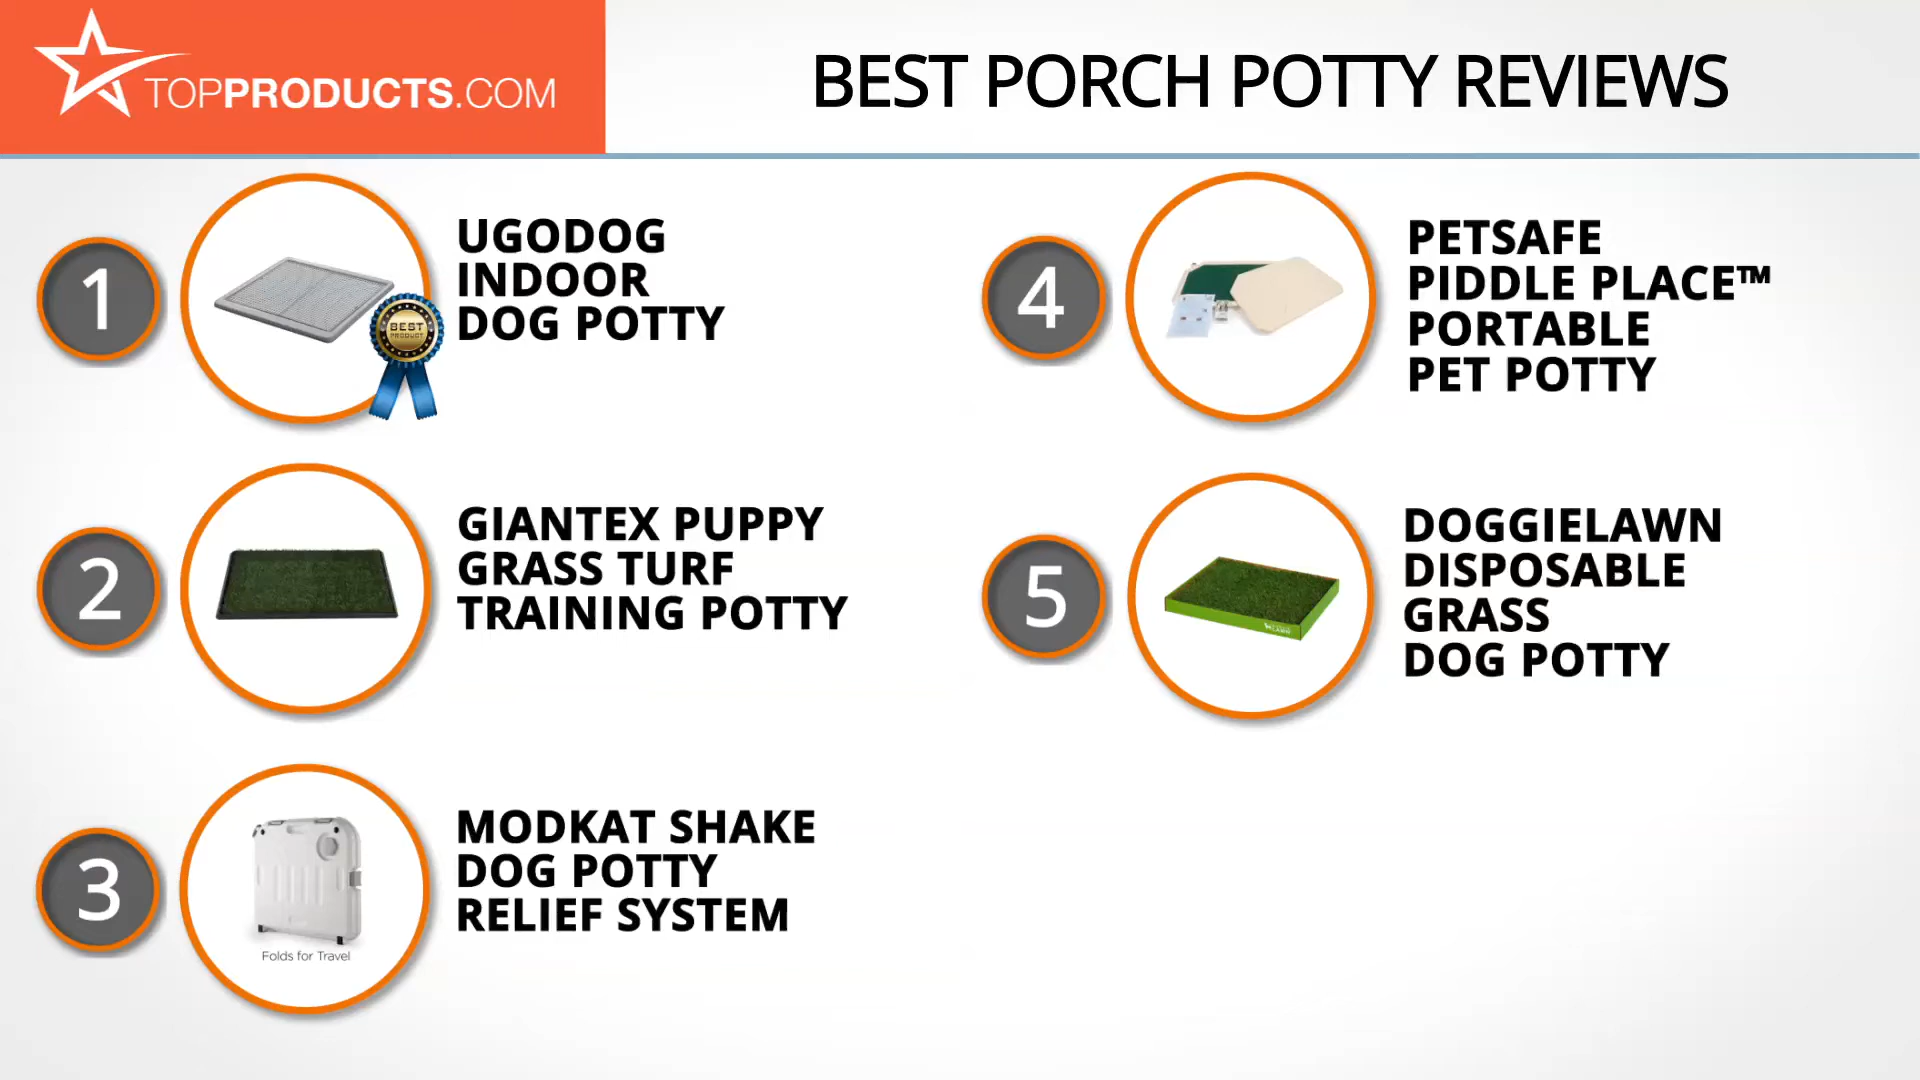 TOPPRODUCTS.COM
BEST PORCH POTTY REVIEWS
1
BEST
PRODUCT
UGODOG
INDOOR
DOG POTTY
2
GIANTEX PUPPY
GRASS TURF
TRAINING POTTY
3
Folds for Travel
MODKAT SHAKE
DOG POTTY
RELIEF SYSTEM
4
PETSAFE
PIDDLE PLACE™
PORTABLE
PET POTTY
5
DOGGIELAWN
DISPOSABLE
GRASS
DOG POTTY